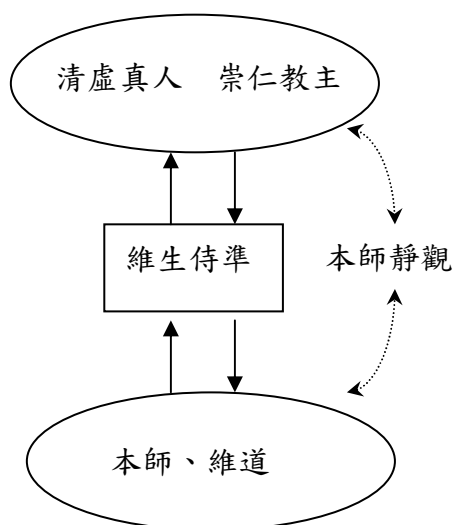 清虛真人　崇仁教主
維生侍準
本師靜觀
本師、維道